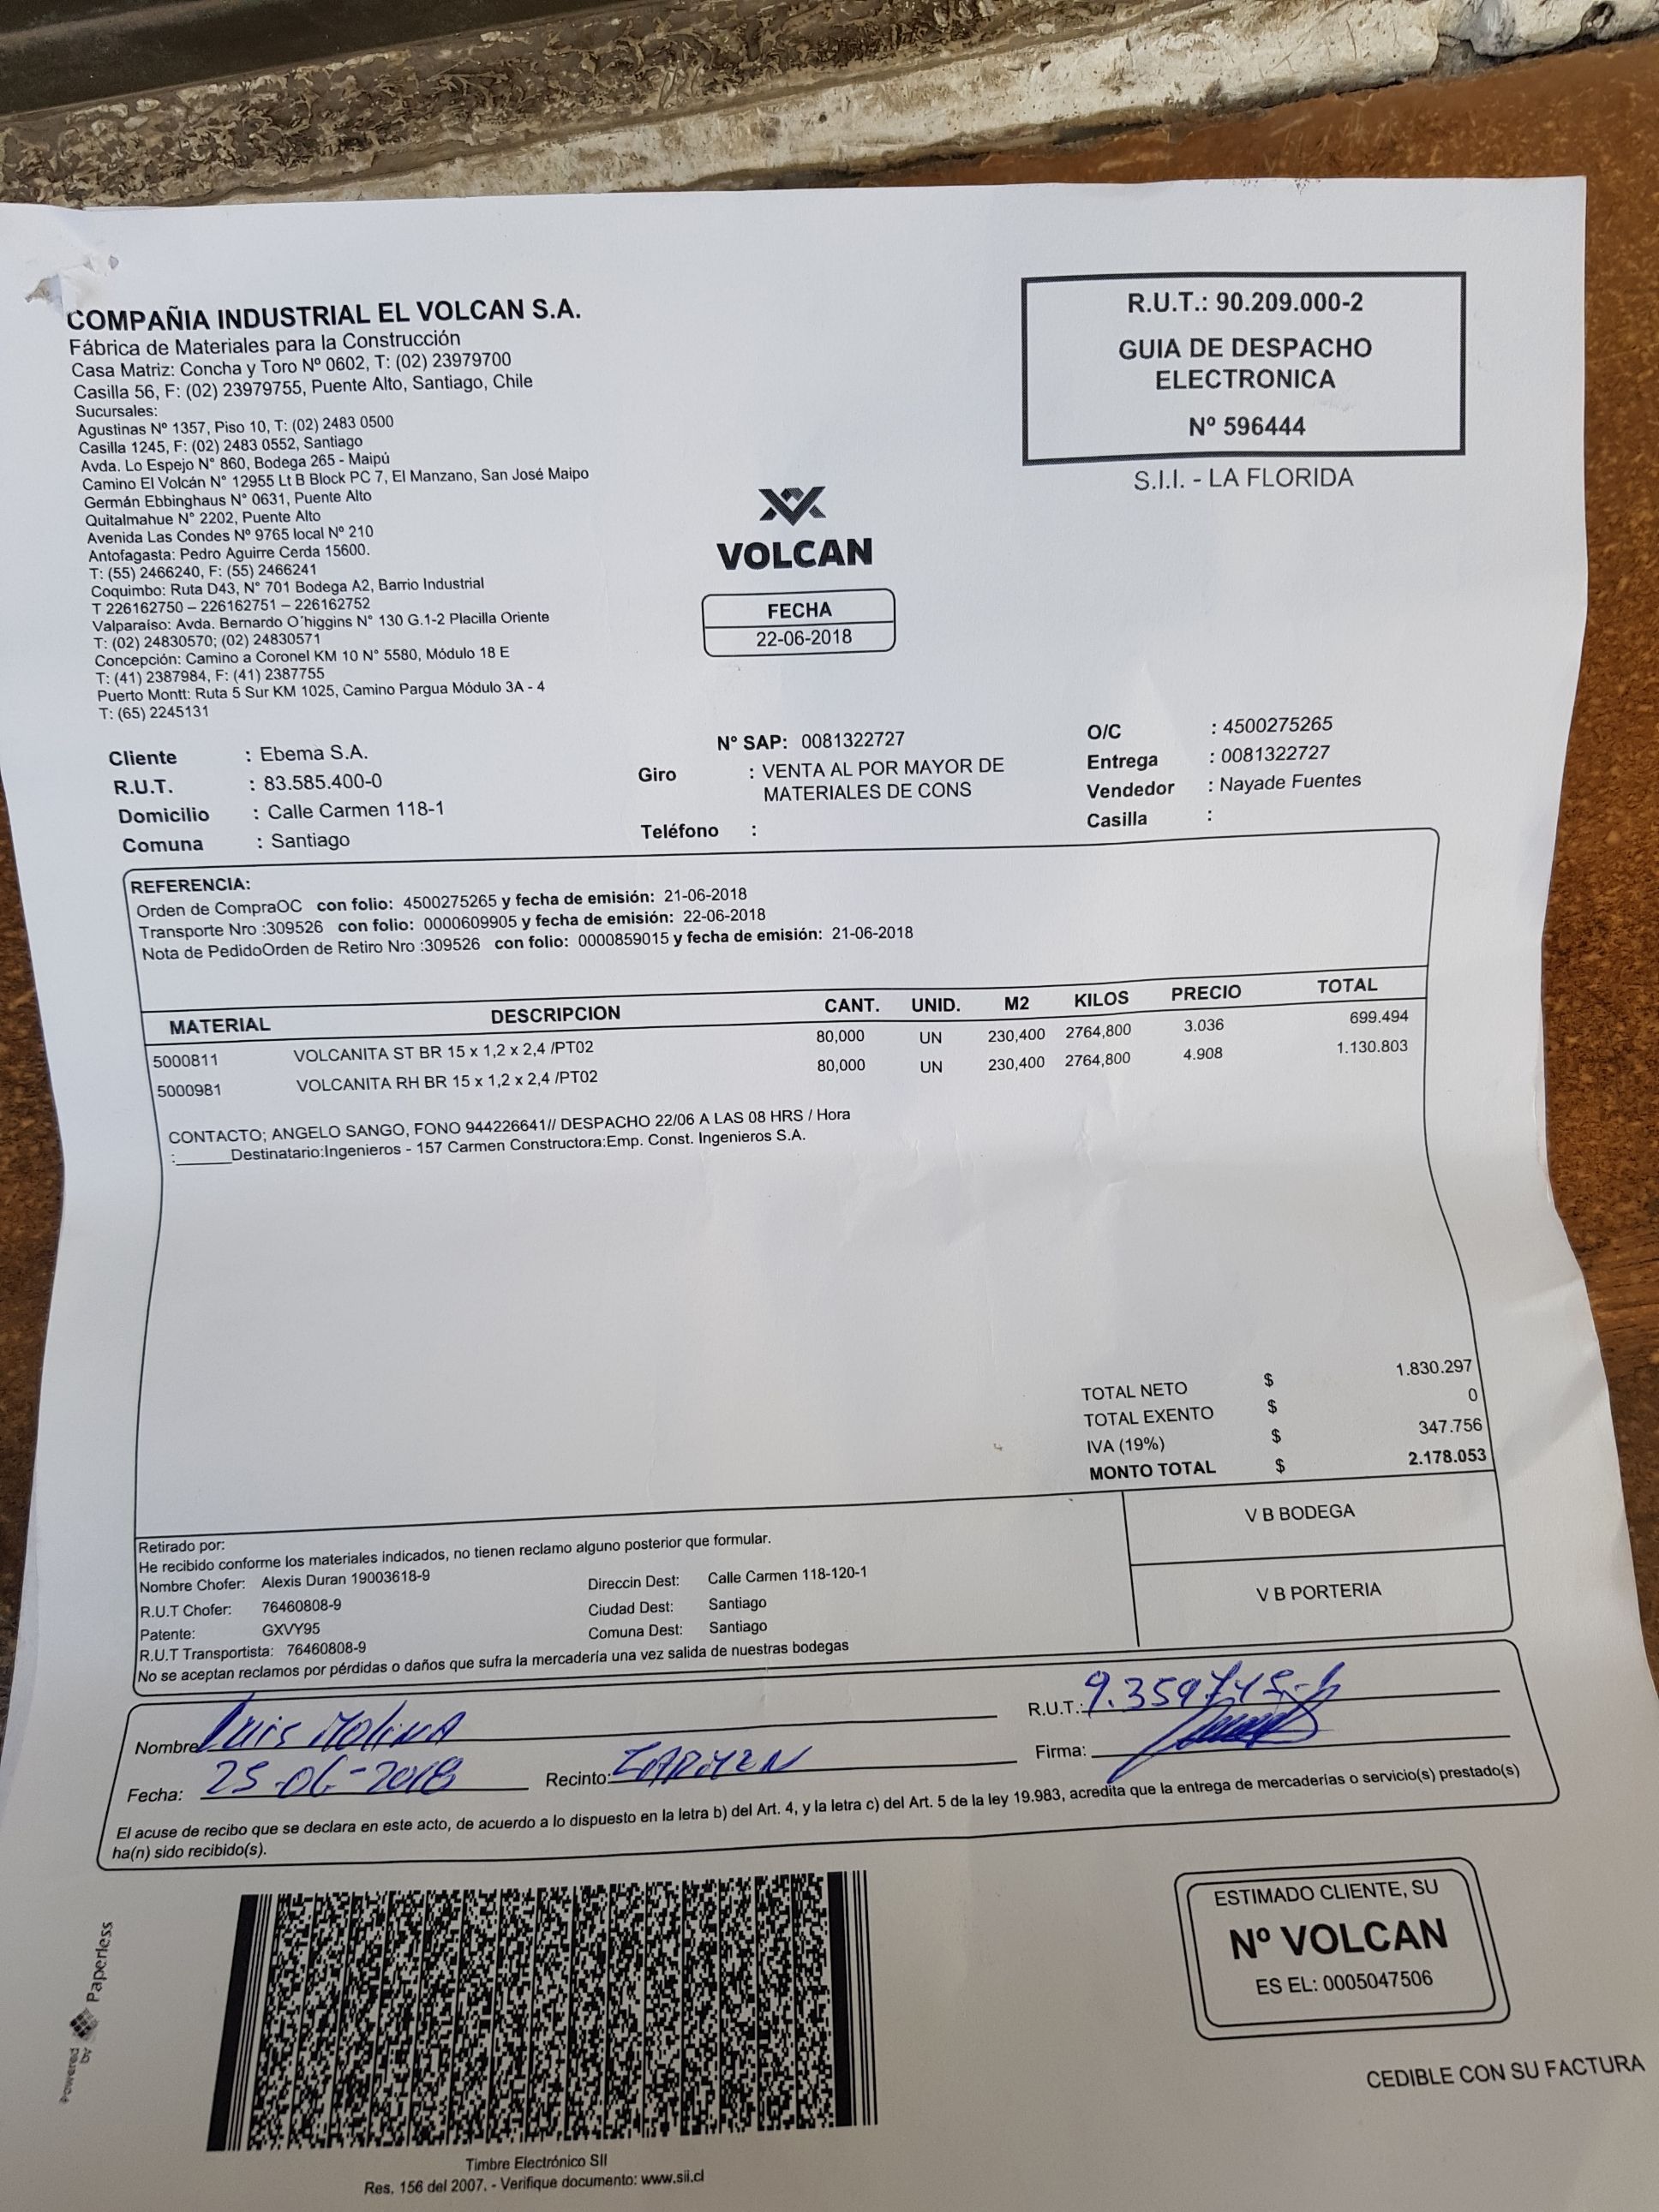 COMPAÑIA INDUSTRIAL EL VOLCAN S.A.
Fábrica de Materiales para la Construcción
Casa Matriz: Concha y Toro Nº 0602, T: (02) 23979700
Casilla 56, F: (02) 23979755, Puente Alto, Santiago, Chile
Sucursales:
Agustinas Nº 1357, Piso 10, T: (02) 2483 0500
Casilla 1245, F: (02) 2483 0552, Santiago
Avda. Lo Espejo N° 860, Bodega 265 - Maipú
Camino El Volcán N° 12955 Lt B Block PC 7, El Manzano, San José Maipo
Germán Ebbinghaus N° 0631, Puente Alto
Quitalmahue N° 2202, Puente Alto
Avenida Las Condes Nº 9765 local Nº 210
Antofagasta: Pedro Aguirre Cerda 15600.
T: (55) 2466240, F: (55) 2466241
Coquimbo: Ruta D43, N° 701 Bodega A2, Barrio Industrial
T 226162750 – 226162751 – 226162752
Valparaíso: Avda. Bernardo O´higgins N° 130 G.1-2 Placilla Oriente
T: (02) 24830570; (02) 24830571
Concepción: Camino a Coronel KM 10 N° 5580, Módulo 18 E
T: (41) 2387984, F: (41) 2387755
Puerto Montt: Ruta 5 Sur KM 1025, Camino Pargua Módulo 3A - 4
T: (65) 2245131
R.U.T.: 90.209.000-2
GUIA DE DESPACHO
ELECTRONICA
Nº 596444
S.I.I. - LA FLORIDA
VOLCAN
FECHA
22-06-2018
Cliente : Ebema S.A.
R.U.T. : 83.585.400-0
Domicilio : Calle Carmen 118-1
Comuna : Santiago
Nº SAP: 0081322727
Giro : VENTA AL POR MAYOR DE
MATERIALES DE CONS
Teléfono :
O/C : 4500275265
Entrega : 0081322727
Vendedor : Nayade Fuentes
Casilla :
REFERENCIA:
Orden de CompraOC con folio: 4500275265 y fecha de emisión: 21-06-2018
Transporte Nro :309526 con folio: 0000609905 y fecha de emisión: 22-06-2018
Nota de PedidoOrden de Retiro Nro :309526 con folio: 0000859015 y fecha de emisión: 21-06-2018
MATERIAL DESCRIPCION CANT. UNID. M2 KILOS PRECIO TOTAL
5000811 VOLCANITA ST BR 15 x 1,2 x 2,4 /PT02 80,000 UN 230,400 2764,800 3.036 699.494
5000981 VOLCANITA RH BR 15 x 1,2 x 2,4 /PT02 80,000 UN 230,400 2764,800 4.908 1.130.803
CONTACTO; ANGELO SANGO, FONO 944226641// DESPACHO 22/06 A LAS 08 HRS / Hora
:______Destinatario:Ingenieros - 157 Carmen Constructora:Emp. Const. Ingenieros S.A.
TOTAL NETO $ 1.830.297
TOTAL EXENTO $ 0
IVA (19%) $ 347.756
MONTO TOTAL $ 2.178.053
Retirado por:
He recibido conforme los materiales indicados, no tienen reclamo alguno posterior que formular.
Nombre Chofer: Alexis Duran 19003618-9 Direccin Dest: Calle Carmen 118-120-1
R.U.T Chofer: 76460808-9 Ciudad Dest: Santiago
Patente: GXVY95 Comuna Dest: Santiago
R.U.T Transportista: 76460808-9
No se aceptan reclamos por pérdidas o daños que sufra la mercadería una vez salida de nuestras bodegas
V B BODEGA
V B PORTERIA
Nombre Luis Molina R.U.T.:
Fecha: 25-06-2018 Recinto: CARMEN Firma:
El acuse de recibo que se declara en este acto, de acuerdo a lo dispuesto en la letra b) del Art. 4, y la letra c) del Art. 5 de la ley 19.983, acredita que la entrega de mercaderías o servicio(s) prestado(s)
ha(n) sido recibido(s).
powered by Paperless
Timbre Electrónico SII
Res. 156 del 2007. - Verifique documento: www.sii.cl
ESTIMADO CLIENTE, SU
Nº VOLCAN
ES EL: 0005047506
CEDIBLE CON SU FACTURA